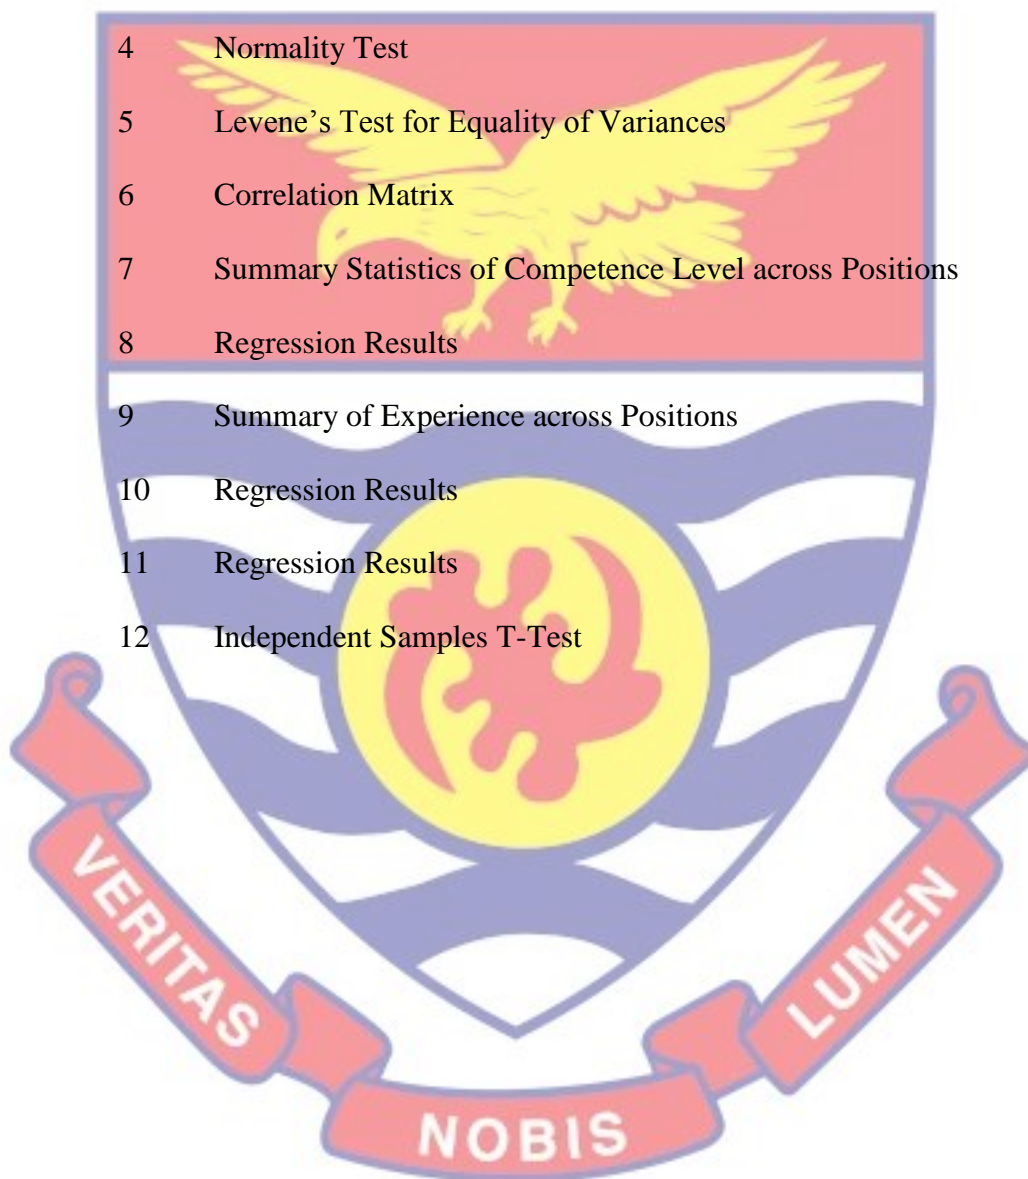 4 Normality Test
5 Levene’s Test for Equality of Variances
6 Correlation Matrix
7 Summary Statistics of Competence Level across Positions
8 Regression Results
9 Summary of Experience across Positions
10 Regression Results
11 Regression Results
12 Independent Samples T-Test
VERITAS
NOBIS
LUMEN